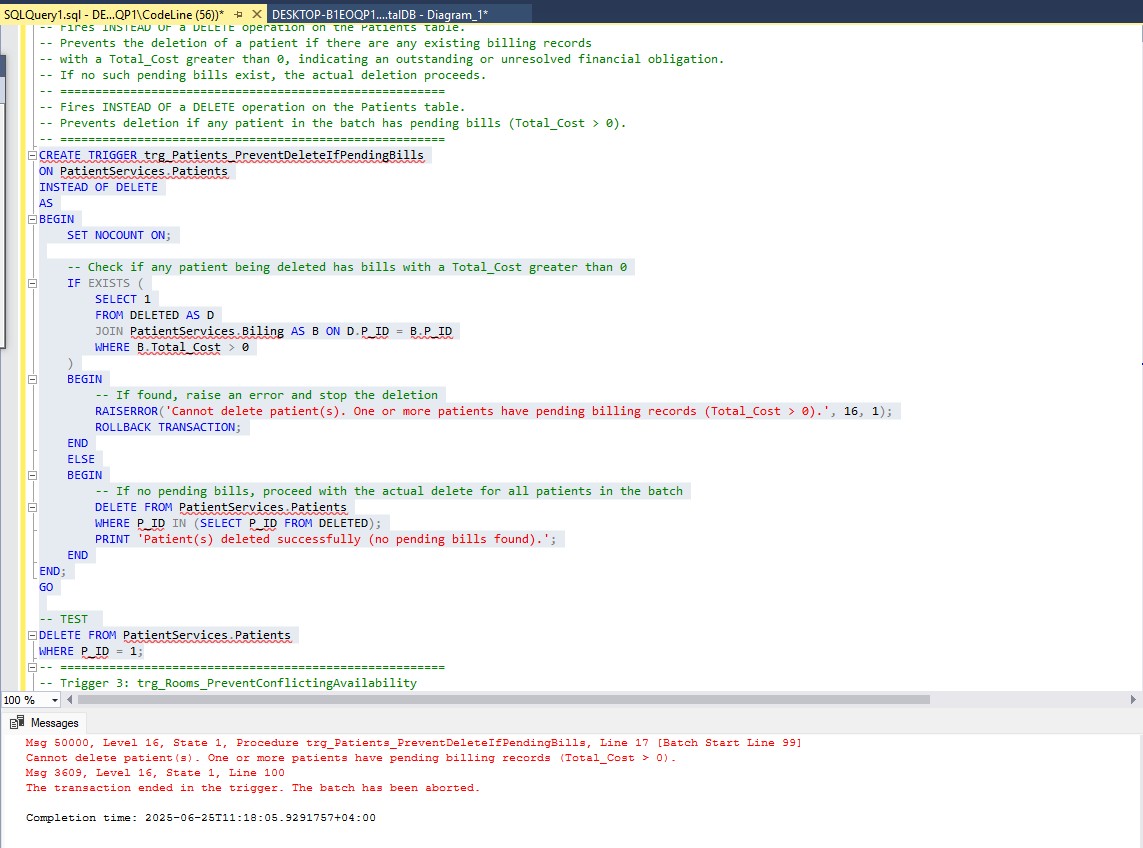 SQLQuery1.sql - DE...QP1\CodeLine (56))*
DESKTOP-B1EOQP1....talDB - Diagram_1*
-- Fires INSTEAD OF a DELETE operation on the Patients table.
-- Prevents the deletion of a patient if there are any existing billing records
-- with a Total_Cost greater than 0, indicating an outstanding or unresolved financial obligation.
-- If no such pending bills exist, the actual deletion proceeds.
-- =======================================================
-- Fires INSTEAD OF a DELETE operation on the Patients table.
-- Prevents deletion if any patient in the batch has pending bills (Total_Cost > 0).
-- =======================================================
CREATE TRIGGER trg_Patients_PreventDeleteIfPendingBills
ON PatientServices.Patients
INSTEAD OF DELETE
AS
BEGIN
    SET NOCOUNT ON;
    -- Check if any patient being deleted has bills with a Total_Cost greater than 0
    IF EXISTS (
        SELECT 1
        FROM DELETED AS D
        JOIN PatientServices.Biling AS B ON D.P_ID = B.P_ID
        WHERE B.Total_Cost > 0
    )
    BEGIN
        -- If found, raise an error and stop the deletion
        RAISERROR('Cannot delete patient(s). One or more patients have pending billing records (Total_Cost > 0).', 16, 1);
        ROLLBACK TRANSACTION;
    END
    ELSE
    BEGIN
        -- If no pending bills, proceed with the actual delete for all patients in the batch
        DELETE FROM PatientServices.Patients
        WHERE P_ID IN (SELECT P_ID FROM DELETED);
        PRINT 'Patient(s) deleted successfully (no pending bills found).';
    END
END;
GO
-- TEST
DELETE FROM PatientServices.Patients
WHERE P_ID = 1;
-- =======================================================
-- Trigger 3: trg_Rooms_PreventConflictingAvailability
100 %
Messages
Msg 50000, Level 16, State 1, Procedure trg_Patients_PreventDeleteIfPendingBills, Line 17 [Batch Start Line 99]
Cannot delete patient(s). One or more patients have pending billing records (Total_Cost > 0).
Msg 3609, Level 16, State 1, Line 100
The transaction ended in the trigger. The batch has been aborted.
Completion time: 2025-06-25T11:18:05.9291757+04:00